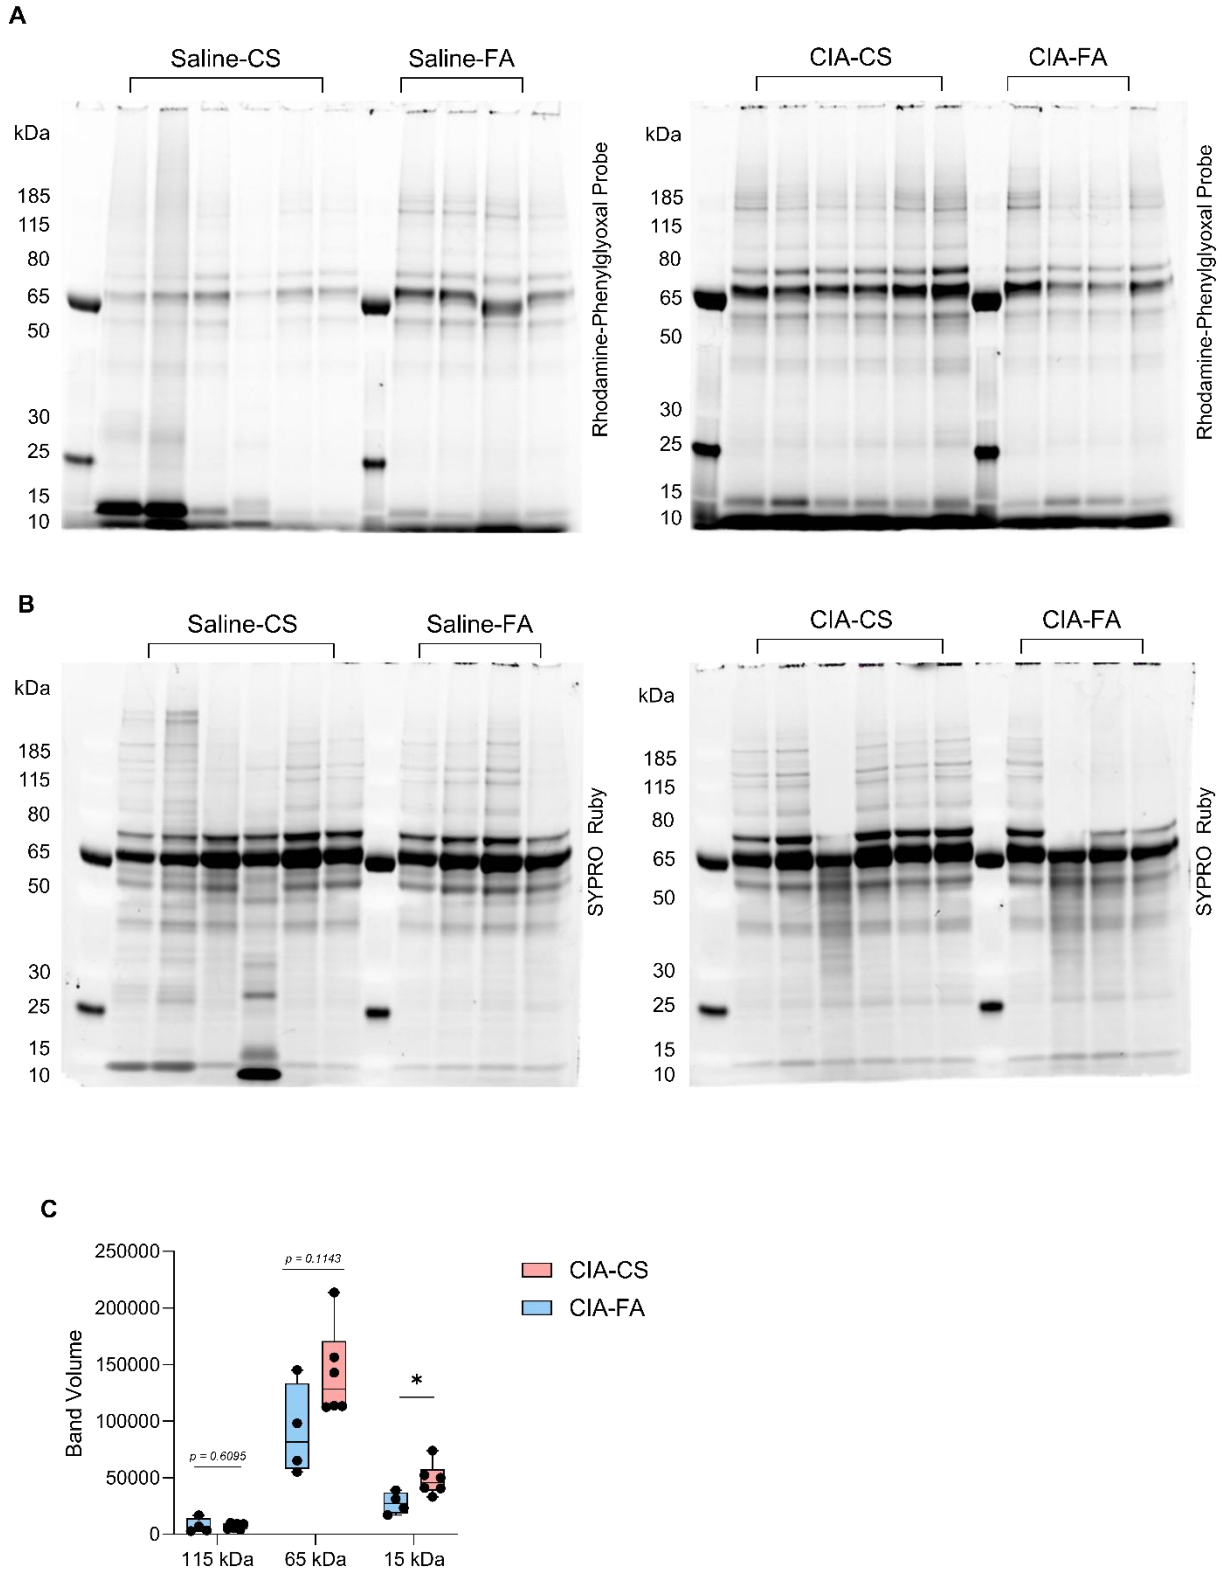 A
Saline-CS
Saline-FA
CIA-CS
CIA-FA
kDa
185
115
80
65
50
30
25
15
10
Rhodamine-Phenylglyoxal Probe
kDa
185
115
80
65
50
30
25
15
10
Rhodamine-Phenylglyoxal Probe
B
Saline-CS
Saline-FA
CIA-CS
CIA-FA
kDa
185
115
80
65
50
30
25
15
10
SYPRO Ruby
kDa
185
115
80
65
50
30
25
15
10
SYPRO Ruby
C
Band Volume
250000
200000
150000
100000
50000
0
p = 0.6095
p = 0.1143
*
115 kDa
65 kDa
15 kDa
CIA-CS
CIA-FA